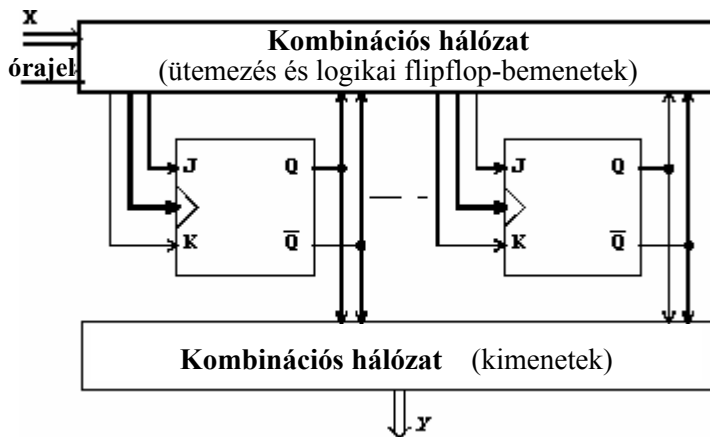 X
Kombinációs hálózat
órajel
(ütemezés és logikai flipflop-bemenetek)
J Q
K Q̅
J Q
K Q̅
Kombinációs hálózat (kimenetek)
y